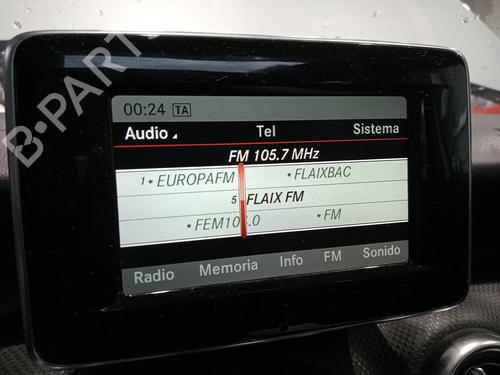 B-PARTS
00:24 TA
Audio Tel Sistema
FM 105.7 MHz
1 • EUROPAFM • FLAIXBAC
5 FLAIX FM
• FEM10 .0 • FM
Radio Memoria Info FM Sonido